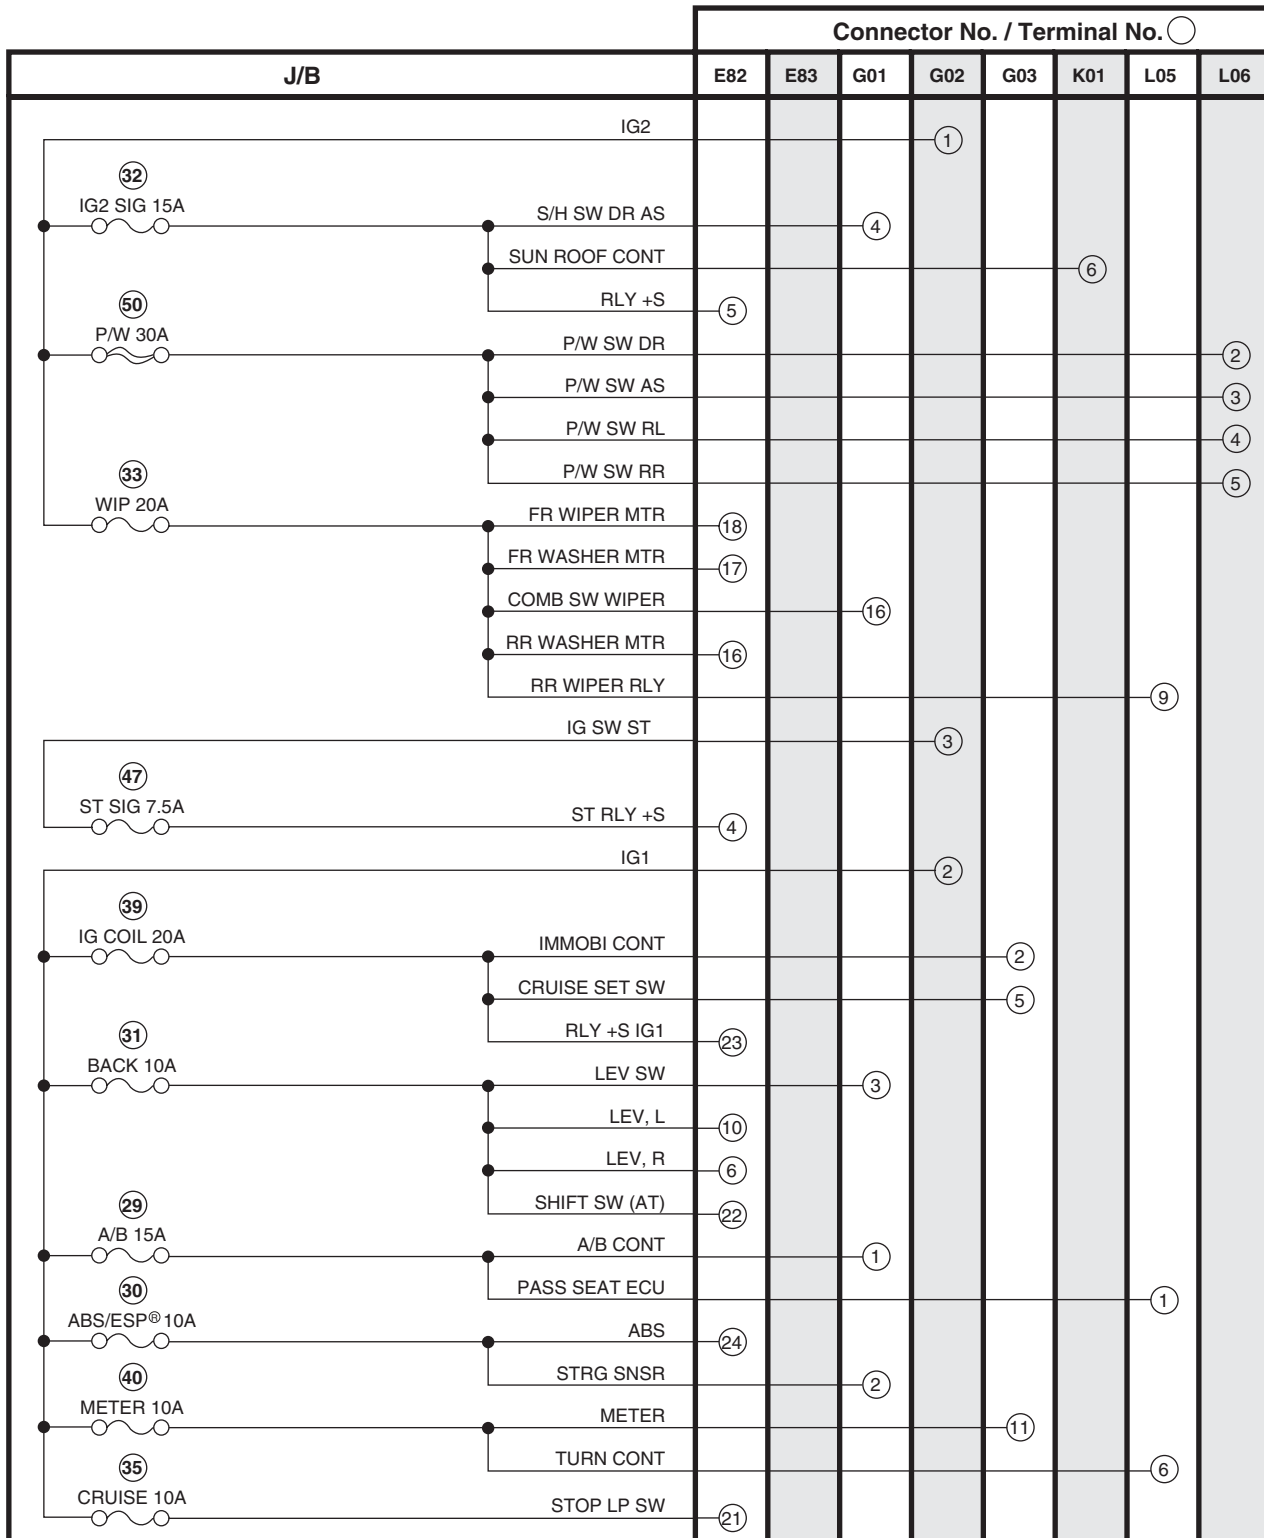 Connector No. / Terminal No.
J/B E82 E83 G01 G02 G03 K01 L05 L06
IG2 1
32
IG2 SIG 15A
S/H SW DR AS 4
SUN ROOF CONT 6
RLY +S 5
50
P/W 30A
P/W SW DR 2
P/W SW AS 3
P/W SW RL 4
P/W SW RR 5
33
WIP 20A
FR WIPER MTR 18
FR WASHER MTR 17
COMB SW WIPER 16
RR WASHER MTR 16
RR WIPER RLY 9
IG SW ST 3
47
ST SIG 7.5A
ST RLY +S 4
IG1 2
39
IG COIL 20A
IMMOBI CONT 2
CRUISE SET SW 5
RLY +S IG1 23
31
BACK 10A
LEV SW 3
LEV, L 10
LEV, R 6
SHIFT SW (AT) 22
29
A/B 15A
A/B CONT 1
PASS SEAT ECU 1
30
ABS/ESP® 10A
ABS 24
STRG SNSR 2
40
METER 10A
METER 11
TURN CONT 6
35
CRUISE 10A
STOP LP SW 21